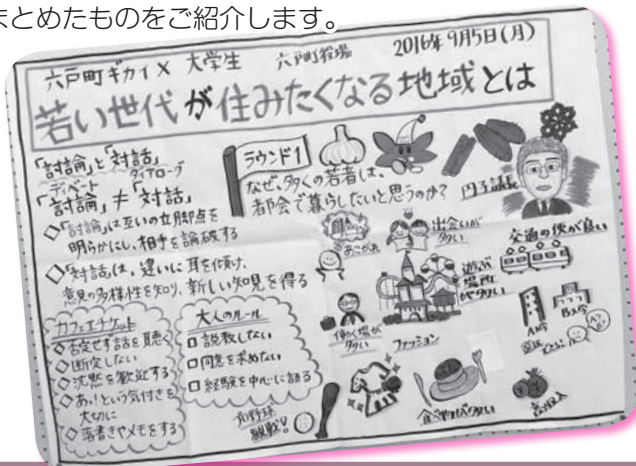 まとめたものをご紹介します。
六戸町ギカイ×大学生 六戸町役場 2016年9月5日(月)
若い世代が住みたくなる地域とは
「討論」と「対話」
ディベート ダイアローグ
「討論」≠「対話」
◇「討論」は互いの立脚点を
明らかにし、相手を論破する
◇「対話」は、違いに耳を傾け、
意見の多様性を知り、新しい知見を得る
カフェエチケット
◇否定せず話を聴く
◇断定しない
◇沈黙を歓迎する
◇あ!という気付きを
大切に
◇落書きやメモをする
大人のルール
□説教しない
□同意を求めない
□経験を中心に語る
ラウンド1
なぜ、多くの若者は、
都会で暮らしたいと思うのか?
円子議長
あこがれ
出会いが
多い
交通の便が良い
遊ぶ
場所
が多い
働く場が
多い
ファッション
A大学
B大学
プロ野球
観戦!
食べ物が多い
高収入